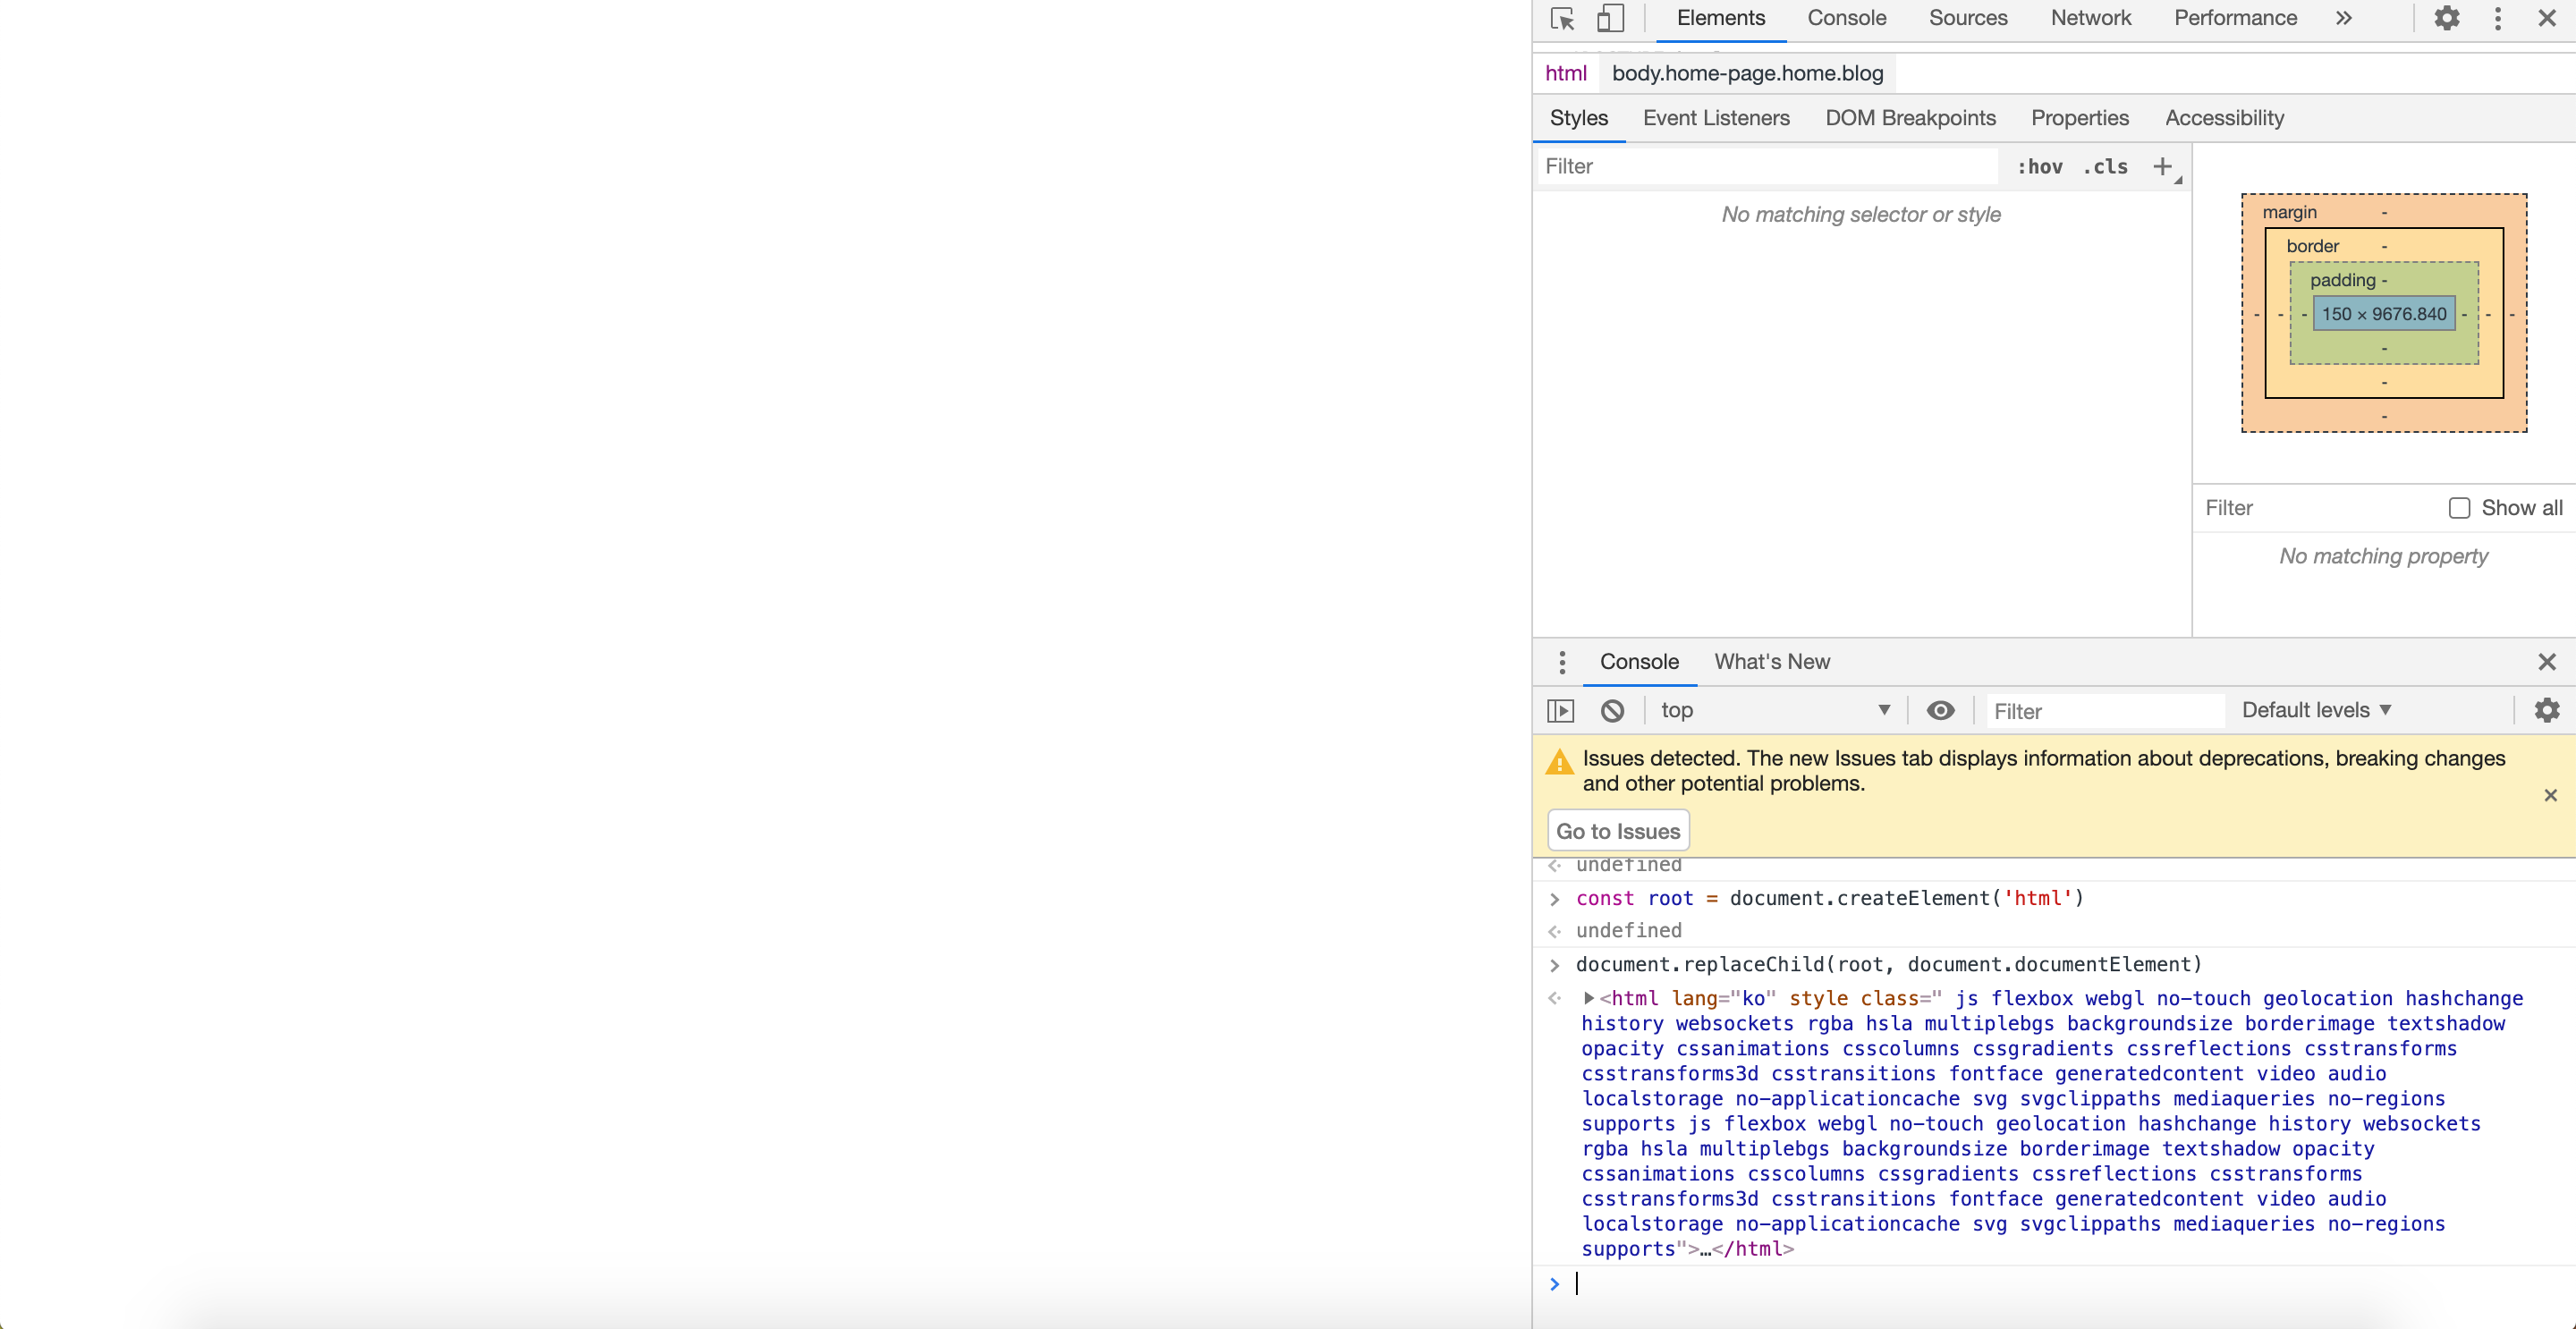 Elements Console Sources Network Performance »
html body.home-page.home.blog
Styles Event Listeners DOM Breakpoints Properties Accessibility
Filter :hov .cls +
No matching selector or style
margin -
border -
padding -
- - - 150 × 9676.840 - - -
-
-
-
Filter Show all
No matching property
Console What's New
top Filter Default levels
Issues detected. The new Issues tab displays information about deprecations, breaking changes
and other potential problems.
Go to Issues
undefined
const root = document.createElement('html')
undefined
document.replaceChild(root, document.documentElement)
<html lang="ko" style class=" js flexbox webgl no-touch geolocation hashchange
history websockets rgba hsla multiplebgs backgroundsize borderimage textshadow
opacity cssanimations csscolumns cssgradients cssreflections csstransforms
csstransforms3d csstransitions fontface generatedcontent video audio
localstorage no-applicationcache svg svgclippaths mediaqueries no-regions
supports js flexbox webgl no-touch geolocation hashchange history websockets
rgba hsla multiplebgs backgroundsize borderimage textshadow opacity
cssanimations csscolumns cssgradients cssreflections csstransforms
csstransforms3d csstransitions fontface generatedcontent video audio
localstorage no-applicationcache svg svgclippaths mediaqueries no-regions
supports">…</html>